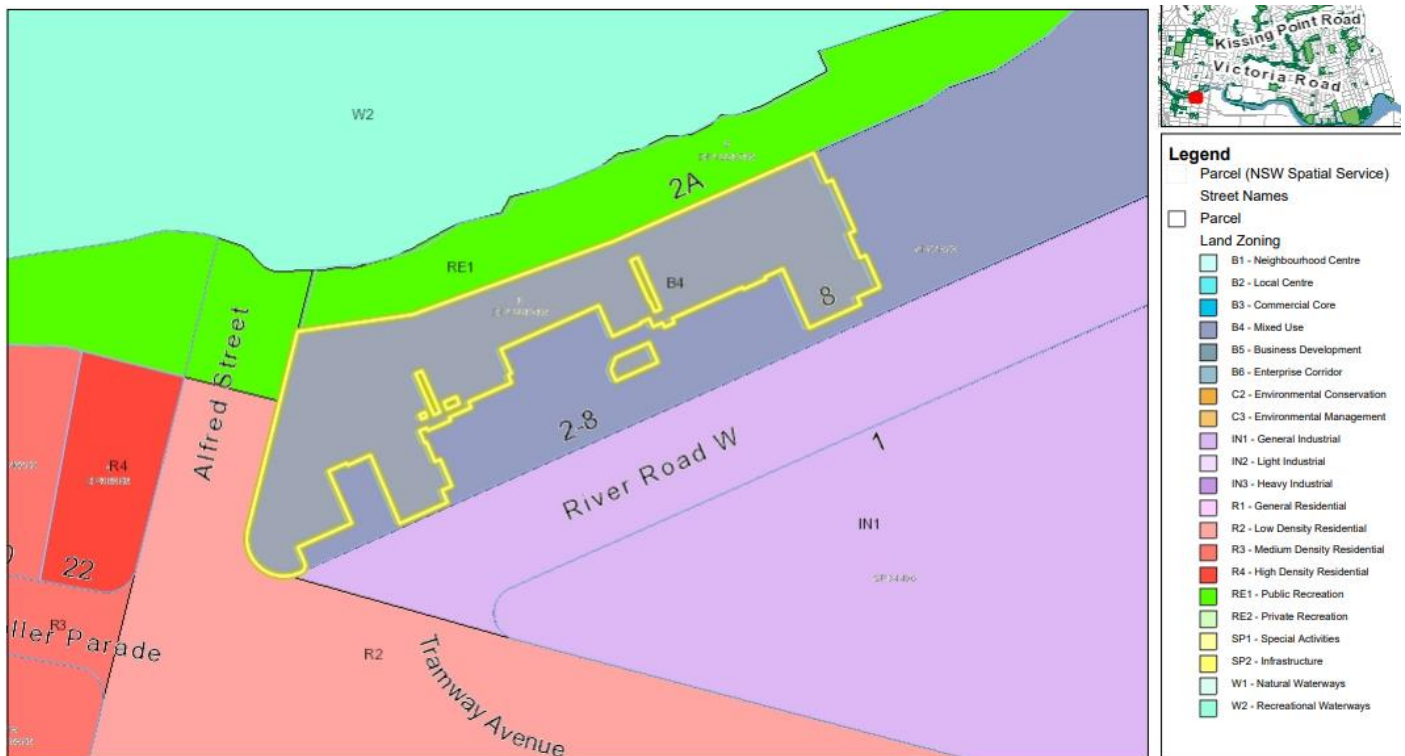 W2
2A
RE1
B4
8
Alfred Street
R4
22
2-8
River Road W
1
IN1
R3
ller Parade
R2
Tramway Avenue
Kissing Point Road
Victoria Road
Legend
Parcel (NSW Spatial Service)
Street Names
Parcel
Land Zoning
B1 - Neighbourhood Centre
B2 - Local Centre
B3 - Commercial Core
B4 - Mixed Use
B5 - Business Development
B6 - Enterprise Corridor
C2 - Environmental Conservation
C3 - Environmental Management
IN1 - General Industrial
IN2 - Light Industrial
IN3 - Heavy Industrial
R1 - General Residential
R2 - Low Density Residential
R3 - Medium Density Residential
R4 - High Density Residential
RE1 - Public Recreation
RE2 - Private Recreation
SP1 - Special Activities
SP2 - Infrastructure
W1 - Natural Waterways
W2 - Recreational Waterways